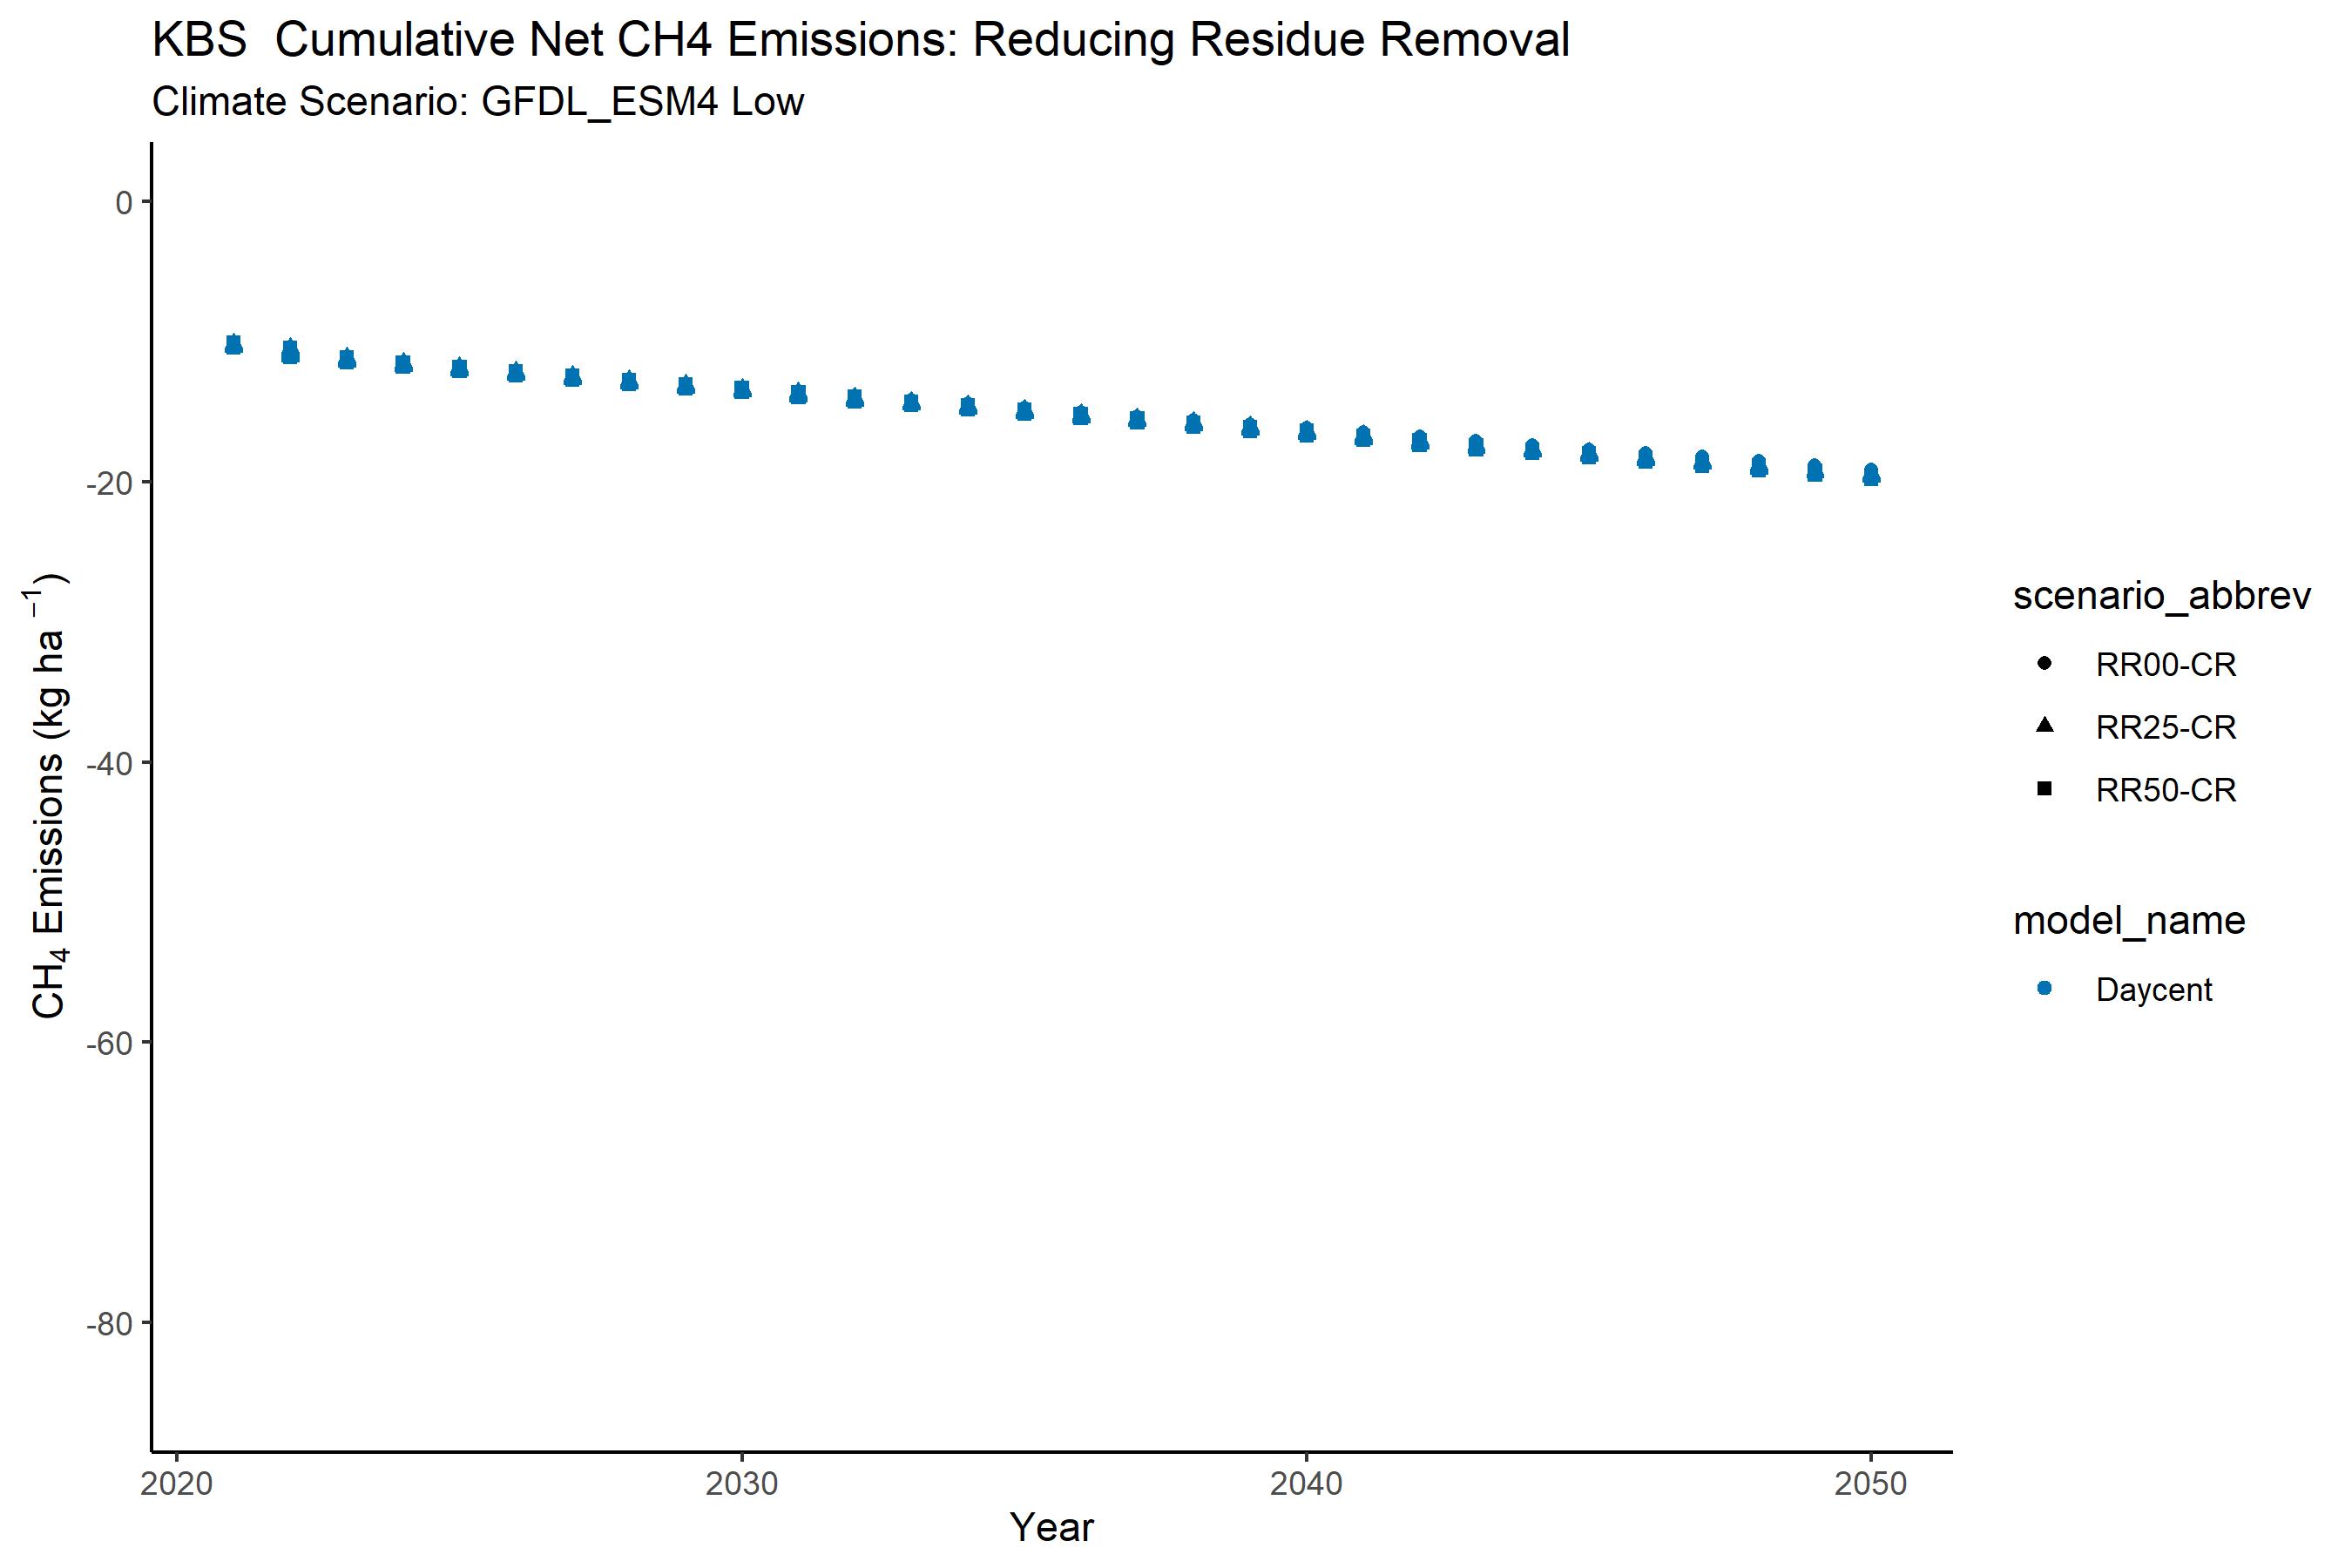 KBS  Cumulative Net CH4 Emissions: Reducing Residue Removal
Climate Scenario: GFDL_ESM4 Low
0
-20
-40
-60
-80
CH₄ Emissions (kg ha ⁻¹)
2020
2030
2040
2050
Year
scenario_abbrev
RR00-CR
RR25-CR
RR50-CR
model_name
Daycent